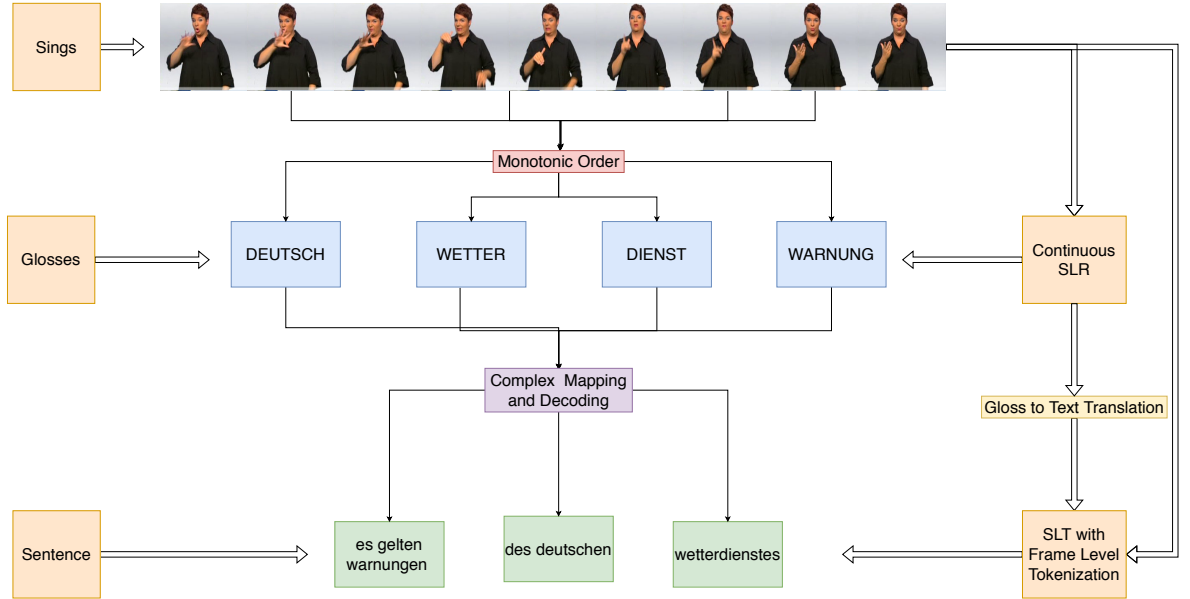 Sings
Monotonic Order
Glosses
DEUTSCH
WETTER
DIENST
WARNUNG
Continuous
SLR
Complex Mapping
and Decoding
Gloss to Text Translation
Sentence
es gelten
warnungen
des deutschen
wetterdienstes
SLT with
Frame Level
Tokenization